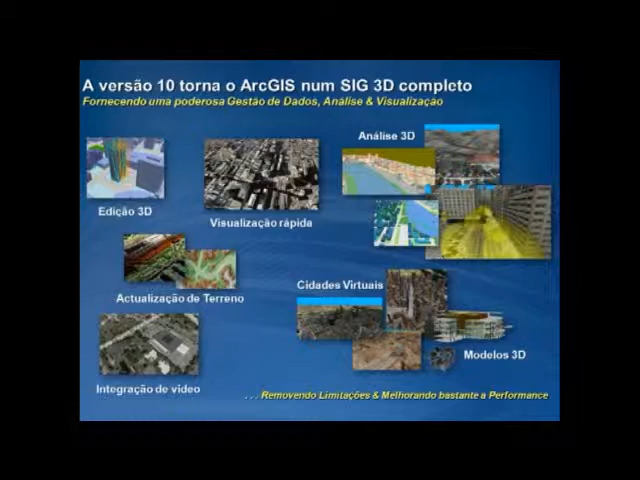 A versão 10 torna o ArcGIS num SIG 3D completo
Fornecendo uma poderosa Gestão de Dados, Análise & Visualização
Análise 3D
Edição 3D
Visualização rápida
Cidades Virtuais
Actualização de Terreno
Modelos 3D
Integração de vídeo
. . . Removendo Limitações & Melhorando bastante a Performance